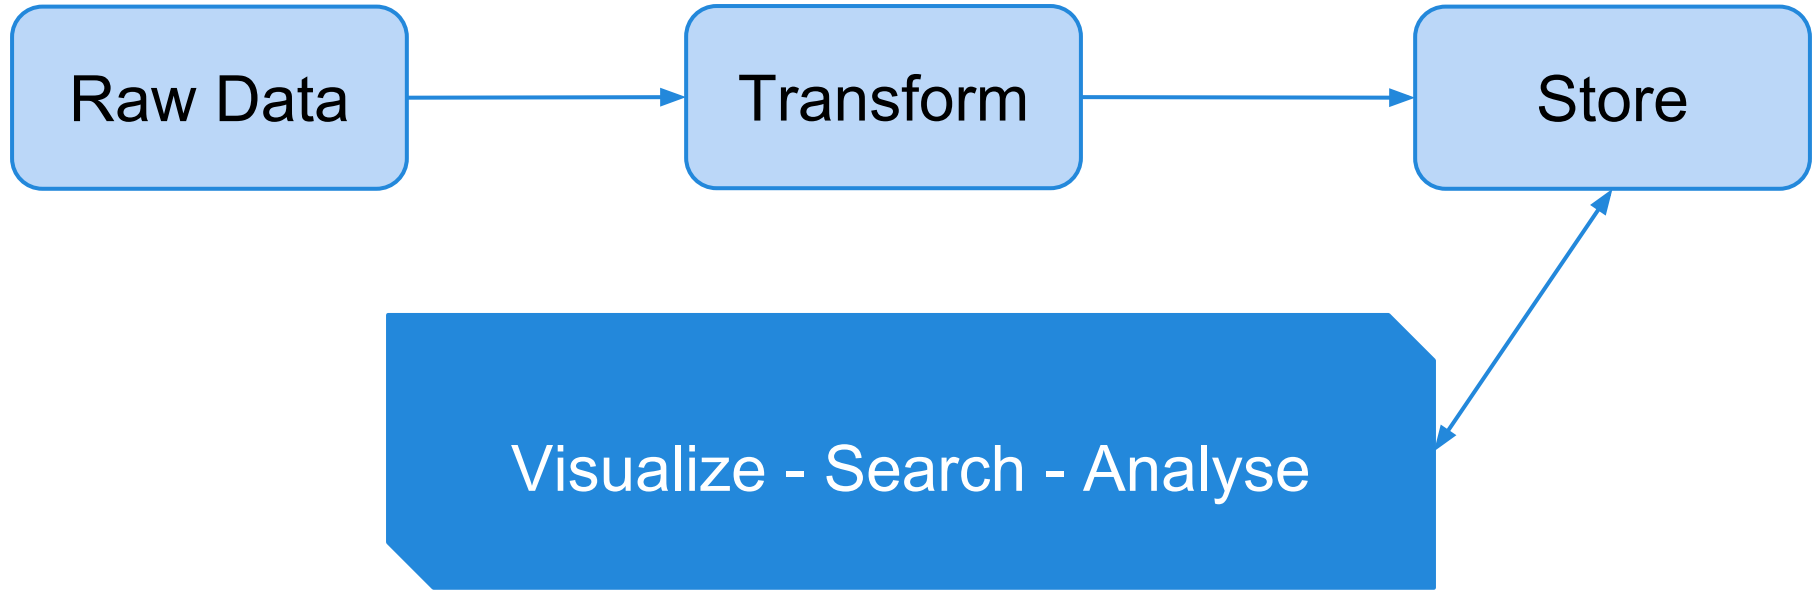 Raw Data
Transform
Store
Visualize - Search - Analyse